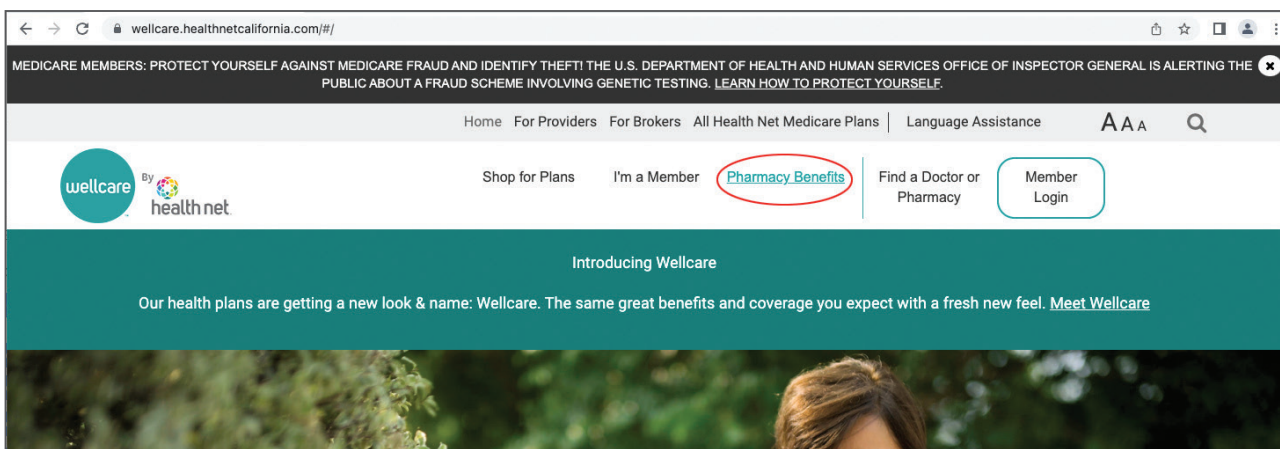 wellcare.healthnetcalifornia.com/#/
MEDICARE MEMBERS: PROTECT YOURSELF AGAINST MEDICARE FRAUD AND IDENTIFY THEFT! THE U.S. DEPARTMENT OF HEALTH AND HUMAN SERVICES OFFICE OF INSPECTOR GENERAL IS ALERTING THE
PUBLIC ABOUT A FRAUD SCHEME INVOLVING GENETIC TESTING. LEARN HOW TO PROTECT YOURSELF.
Home For Providers For Brokers All Health Net Medicare Plans | Language Assistance A A A
wellcare By health net
Shop for Plans I'm a Member Pharmacy Benefits
Find a Doctor or
Pharmacy
Member
Login
Introducing Wellcare
Our health plans are getting a new look & name: Wellcare. The same great benefits and coverage you expect with a fresh new feel. Meet Wellcare